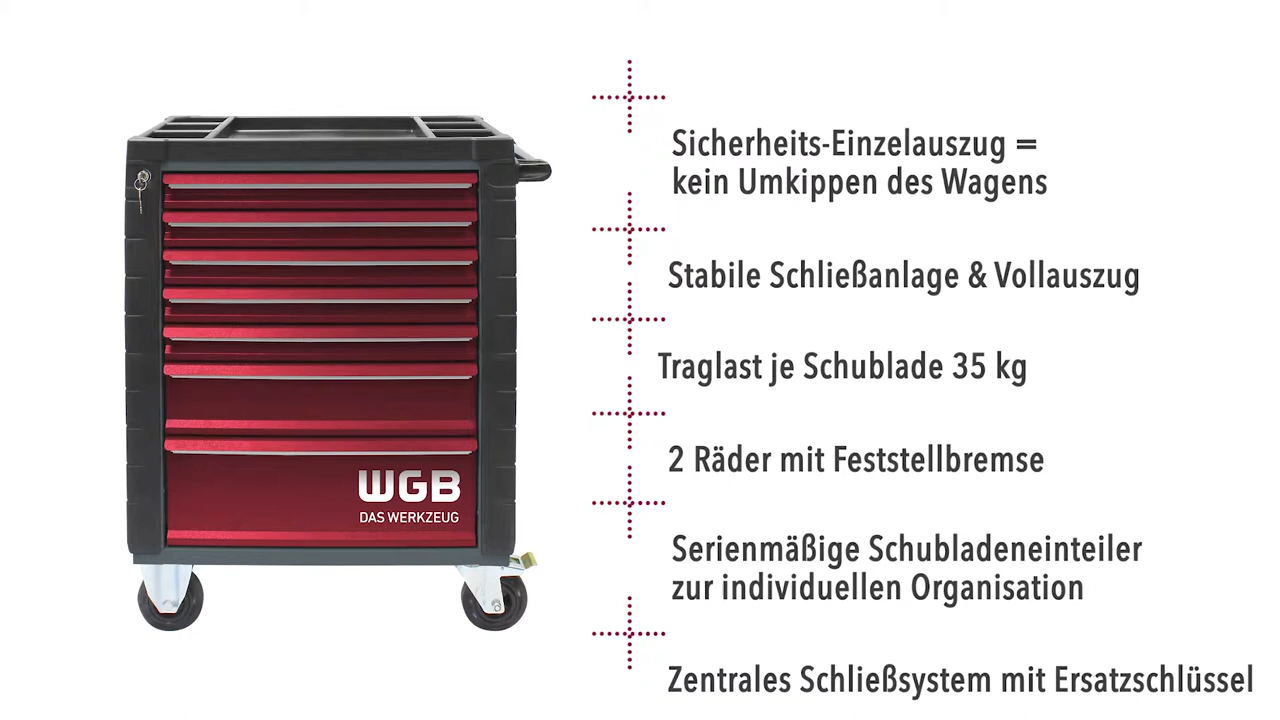 Sicherheits-Einzelauszug =
kein Umkippen des Wagens
Stabile Schließanlage & Vollauszug
Traglast je Schublade 35 kg
2 Räder mit Feststellbremse
Serienmäßige Schubladeneinteiler
zur individuellen Organisation
Zentrales Schließsystem mit Ersatzschlüssel
WGB
DAS WERKZEUG